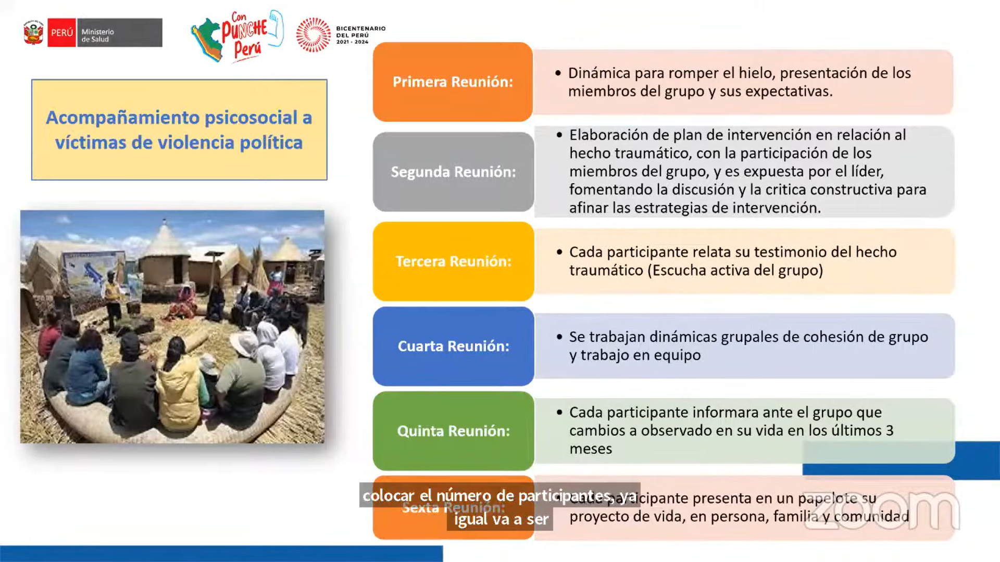 PERÚ
Ministerio
de Salud
Con
PUNCHE
Perú
BICENTENARIO
DEL PERÚ
2021 - 2024
Acompañamiento psicosocial a
víctimas de violencia política
Primera Reunión:
• Dinámica para romper el hielo, presentación de los
miembros del grupo y sus expectativas.
Segunda Reunión:
• Elaboración de plan de intervención en relación al
hecho traumático, con la participación de los
miembros del grupo, y es expuesta por el líder,
fomentando la discusión y la critica constructiva para
afinar las estrategias de intervención.
Tercera Reunión:
• Cada participante relata su testimonio del hecho
traumático (Escucha activa del grupo)
Cuarta Reunión:
• Se trabajan dinámicas grupales de cohesión de grupo
y trabajo en equipo
Quinta Reunión:
• Cada participante informara ante el grupo que
cambios a observado en su vida en los últimos 3
meses
Sexta Reunión:
Cada participante presenta en un papelote su
proyecto de vida, en persona, familia y comunidad
colocar el número de participantes, ya
igual va a ser
zoom